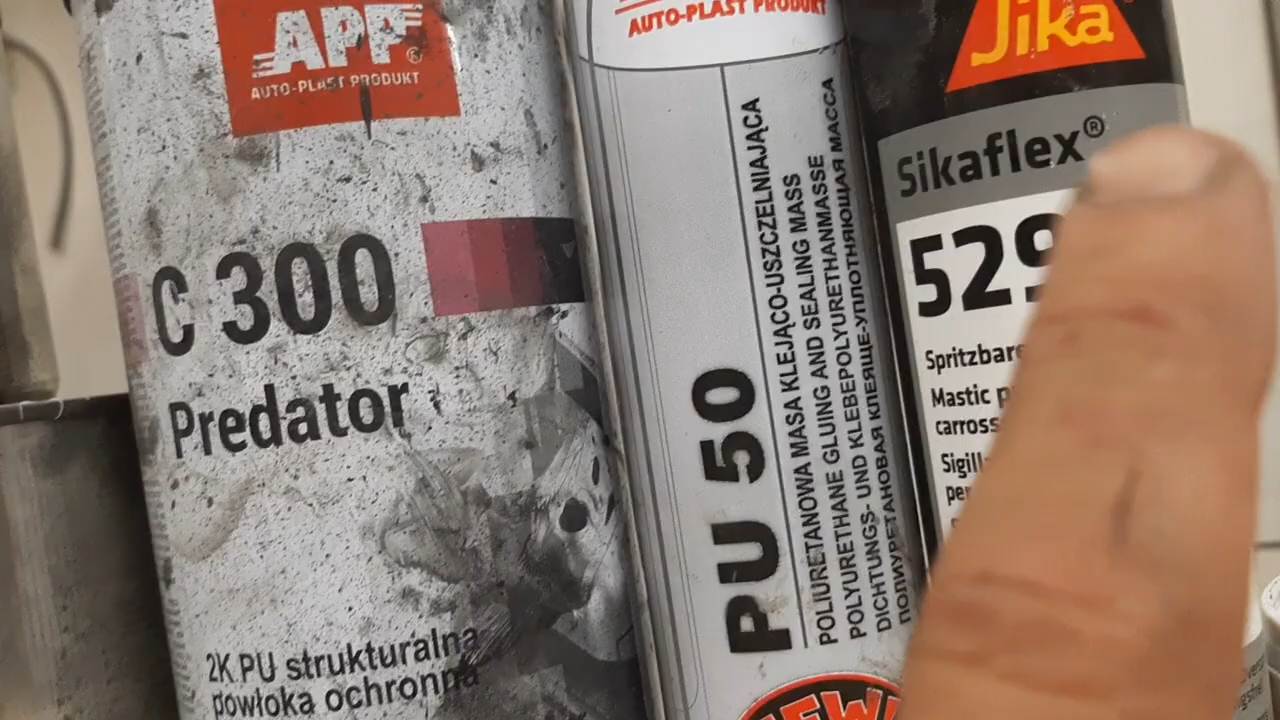 APP®
AUTO-PLAST PRODUKT
C 300
Predator
2K PU strukturalna
powłoka ochronna
AUTO-PLAST PRODUKT
PU 50
POLIURETANOWA MASA KLEJĄCO-USZCZELNIAJĄCA
POLYURETHANE GLUING AND SEALING MASS
DICHTUNGS- UND KLEBEPOLYURETHANMASSE
ПОЛИУРЕТАНОВАЯ КЛЕЯЩЕ-УПЛОТНЯЮЩАЯ МАССА
Sika
Sikaflex®
529
Mastic